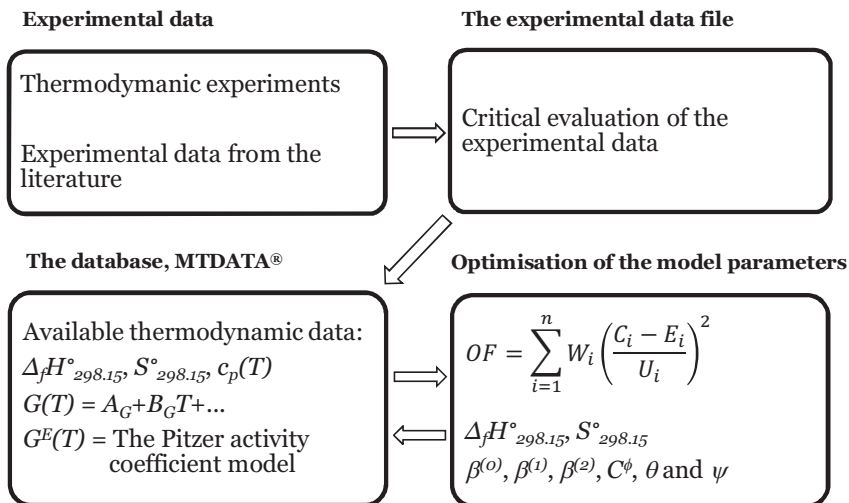 Experimental data
Thermodymanic experiments
Experimental data from the
literature
The experimental data file
Critical evaluation of the
experimental data
The database, MTDATA®
Available thermodynamic data:
ΔfH°298.15, S°298.15, cp(T)
G(T) = AG+BGT+...
GE(T) = The Pitzer activity
coefficient model
Optimisation of the model parameters
OF = ∑ i=1 n Wi ((Ci − Ei)/Ui)²
ΔfH°298.15, S°298.15
β(0), β(1), β(2), Cϕ, θ and ψ